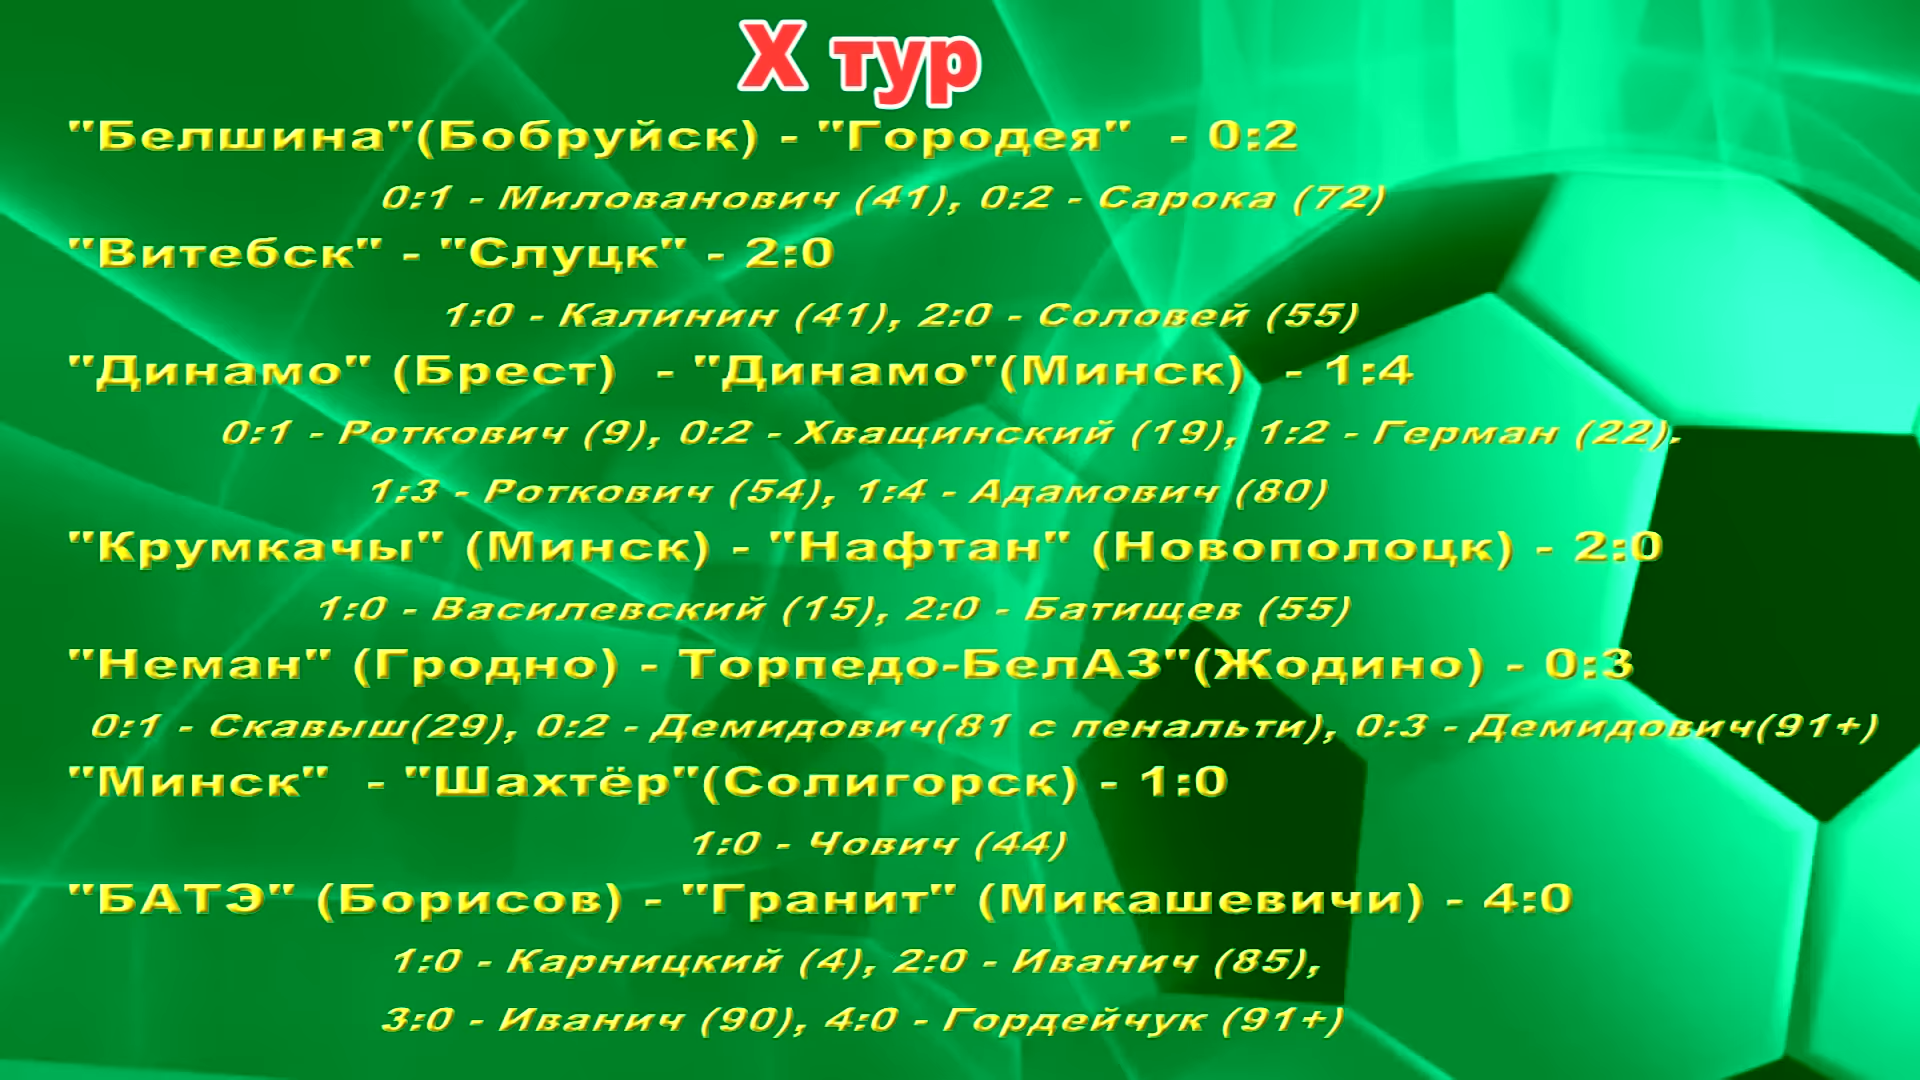 X тур
"Белшина"(Бобруйск) - "Городея" - 0:2
0:1 - Милованович (41), 0:2 - Сарока (72)
"Витебск" - "Слуцк" - 2:0
1:0 - Калинин (41), 2:0 - Соловей (55)
"Динамо" (Брест) - "Динамо"(Минск) - 1:4
0:1 - Роткович (9), 0:2 - Хващинский (19), 1:2 - Герман (22).
1:3 - Роткович (54), 1:4 - Адамович (80)
"Крумкачы" (Минск) - "Нафтан" (Новополоцк) - 2:0
1:0 - Василевский (15), 2:0 - Батищев (55)
"Неман" (Гродно) - Торпедо-БелАЗ"(Жодино) - 0:3
0:1 - Скавыш(29), 0:2 - Демидович(81 с пенальти), 0:3 - Демидович(91+)
"Минск" - "Шахтёр"(Солигорск) - 1:0
1:0 - Чович (44)
"БАТЭ" (Борисов) - "Гранит" (Микашевичи) - 4:0
1:0 - Карницкий (4), 2:0 - Иванич (85),
3:0 - Иванич (90), 4:0 - Гордейчук (91+)